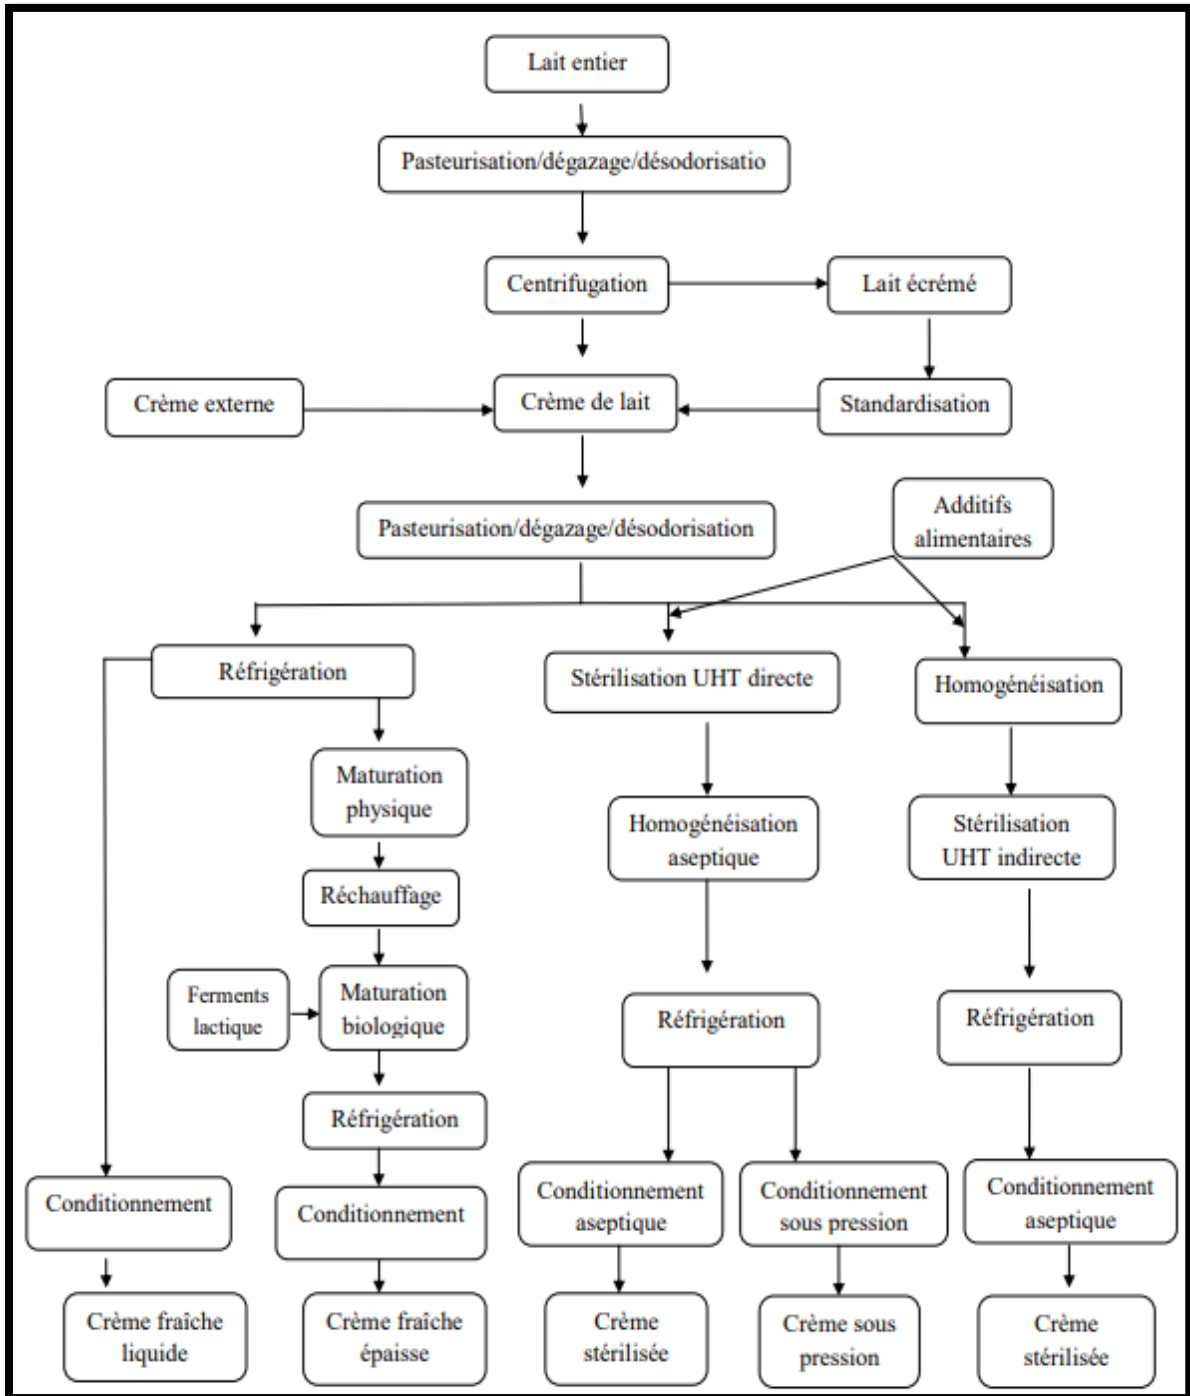 Lait entier
Pasteurisation/dégazage/désodorisatio
Centrifugation
Lait écrémé
Crème externe
Crème de lait
Standardisation
Pasteurisation/dégazage/désodorisation
Additifs
alimentaires
Réfrigération
Stérilisation UHT directe
Homogénéisation
Maturation
physique
Homogénéisation
aseptique
Stérilisation
UHT indirecte
Réchauffage
Ferments
lactique
Maturation
biologique
Réfrigération
Réfrigération
Réfrigération
Conditionnement
Conditionnement
Conditionnement
aseptique
Conditionnement
sous pression
Conditionnement
aseptique
Crème fraîche
liquide
Crème fraîche
épaisse
Crème
stérilisée
Crème sous
pression
Crème
stérilisée